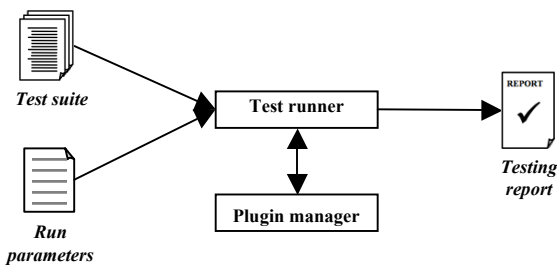 Test suite
Run
parameters
Test runner
Plugin manager
REPORT
Testing
report